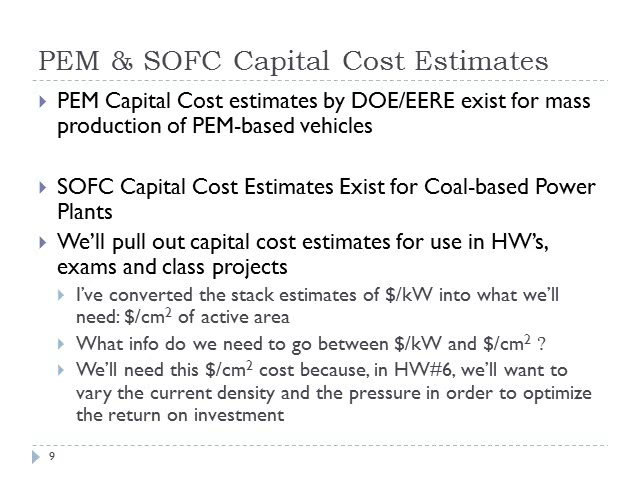 PEM & SOFC Capital Cost Estimates
PEM Capital Cost estimates by DOE/EERE exist for mass
production of PEM-based vehicles
SOFC Capital Cost Estimates Exist for Coal-based Power
Plants
We'll pull out capital cost estimates for use in HW's,
exams and class projects
I've converted the stack estimates of $/kW into what we'll
need: $/cm² of active area
What info do we need to go between $/kW and $/cm² ?
We'll need this $/cm² cost because, in HW#6, we'll want to
vary the current density and the pressure in order to optimize
the return on investment
9